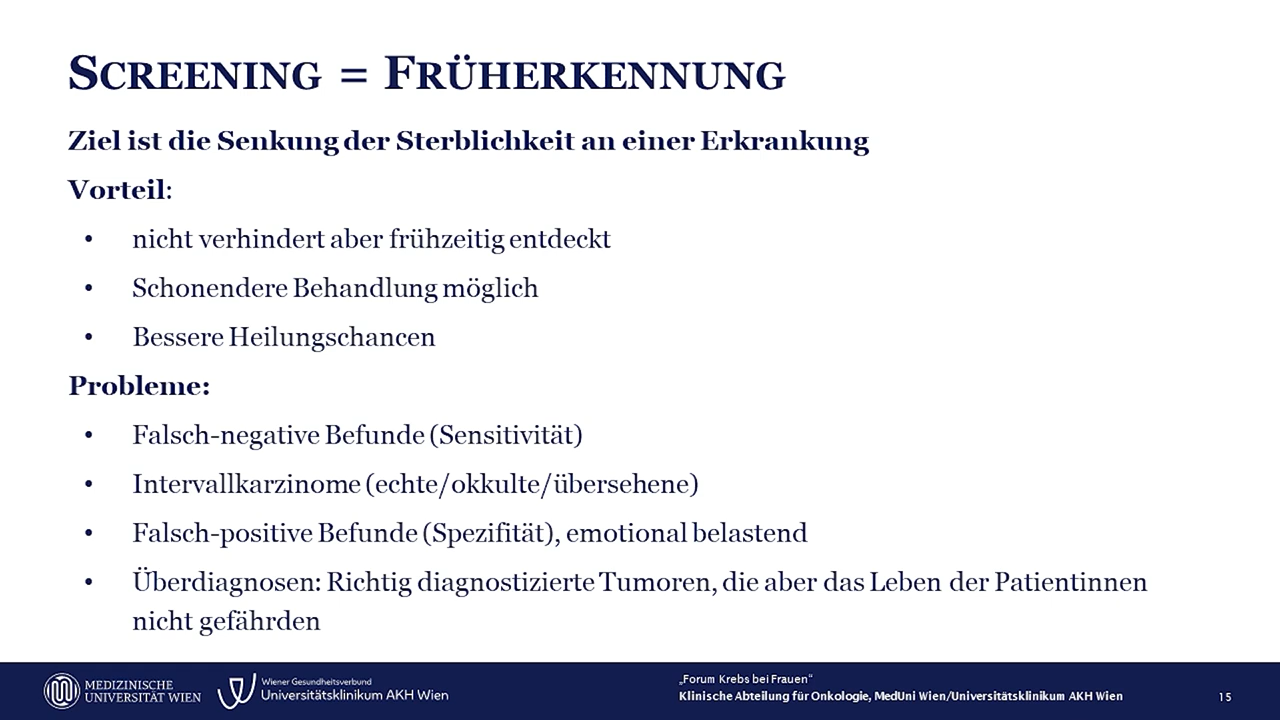 SCREENING = FRÜHERKENNUNG
Ziel ist die Senkung der Sterblichkeit an einer Erkrankung
Vorteil:
• nicht verhindert aber frühzeitig entdeckt
• Schonendere Behandlung möglich
• Bessere Heilungschancen
Probleme:
• Falsch-negative Befunde (Sensitivität)
• Intervallkarzinome (echte/okkulte/übersehene)
• Falsch-positive Befunde (Spezifität), emotional belastend
• Überdiagnosen: Richtig diagnostizierte Tumoren, die aber das Leben der Patientinnen
nicht gefährden
MEDIZINISCHE
UNIVERSITÄT WIEN
Wiener Gesundheitsverbund
Universitätsklinikum AKH Wien
„Forum Krebs bei Frauen“
Klinische Abteilung für Onkologie, MedUni Wien/Universitätsklinikum AKH Wien
15